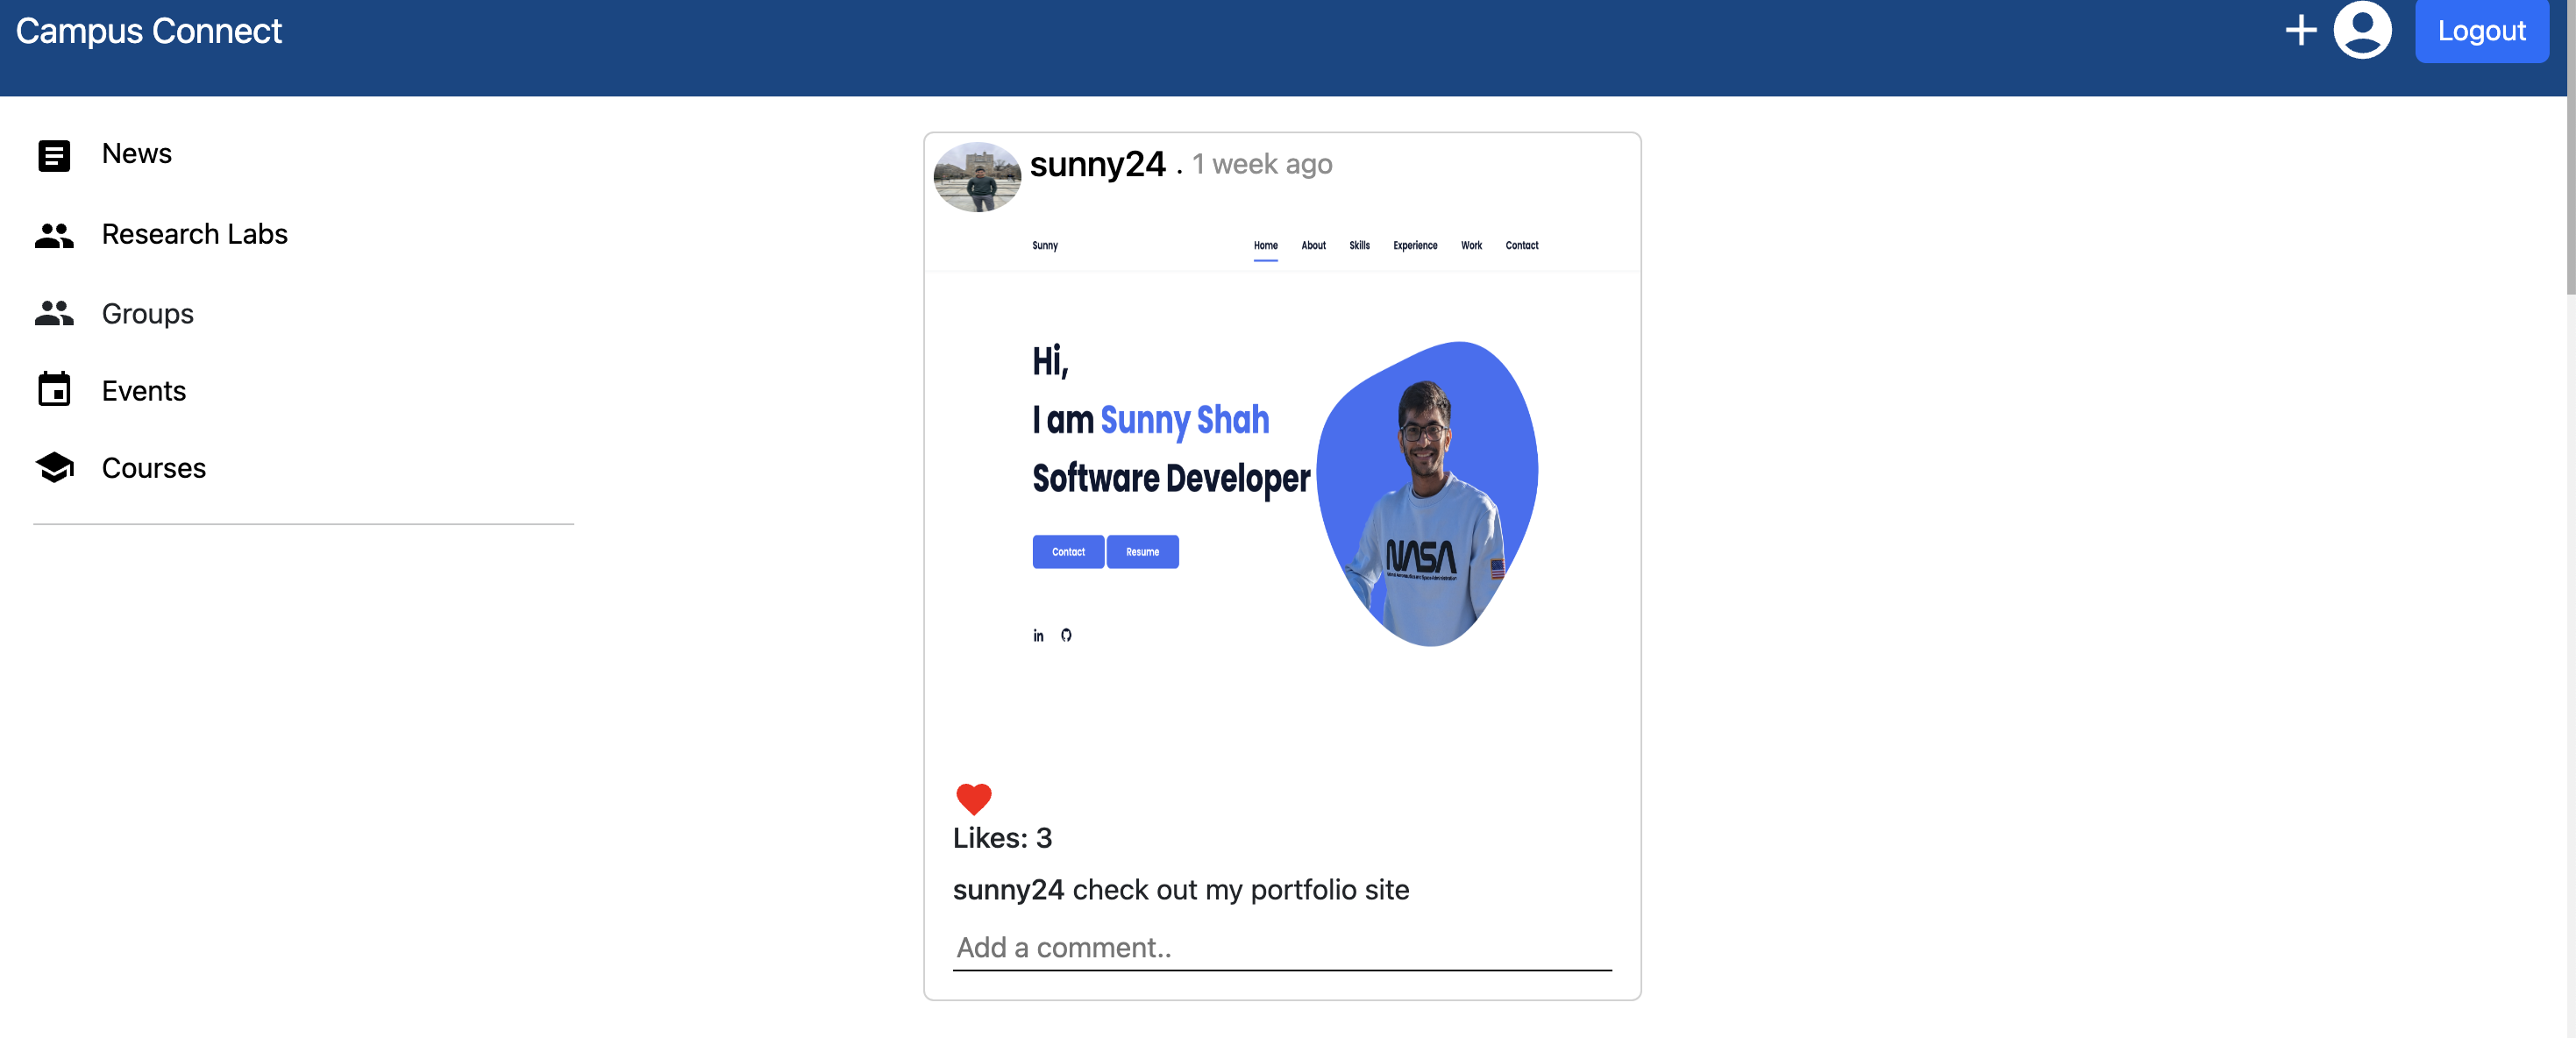 Campus Connect
Logout
News
Research Labs
Groups
Events
Courses
sunny24 . 1 week ago
Sunny
Home About Skills Experience Work Contact
Hi,
I am Sunny Shah
Software Developer
NASA
Contact Resume
in
Likes: 3
sunny24 check out my portfolio site
Add a comment..